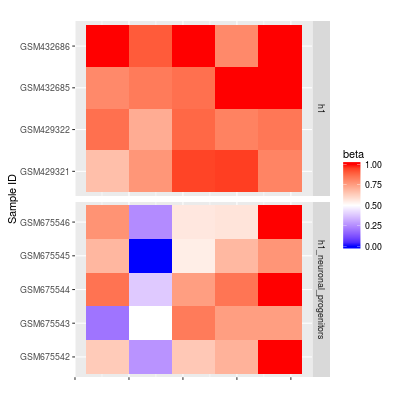 GSM432686
GSM432685
GSM429322
GSM429321
h1
GSM675546
GSM675545
GSM675544
GSM675543
GSM675542
h1_neuronal_progenitors
Sample ID
beta
1.00
0.75
0.50
0.25
0.00